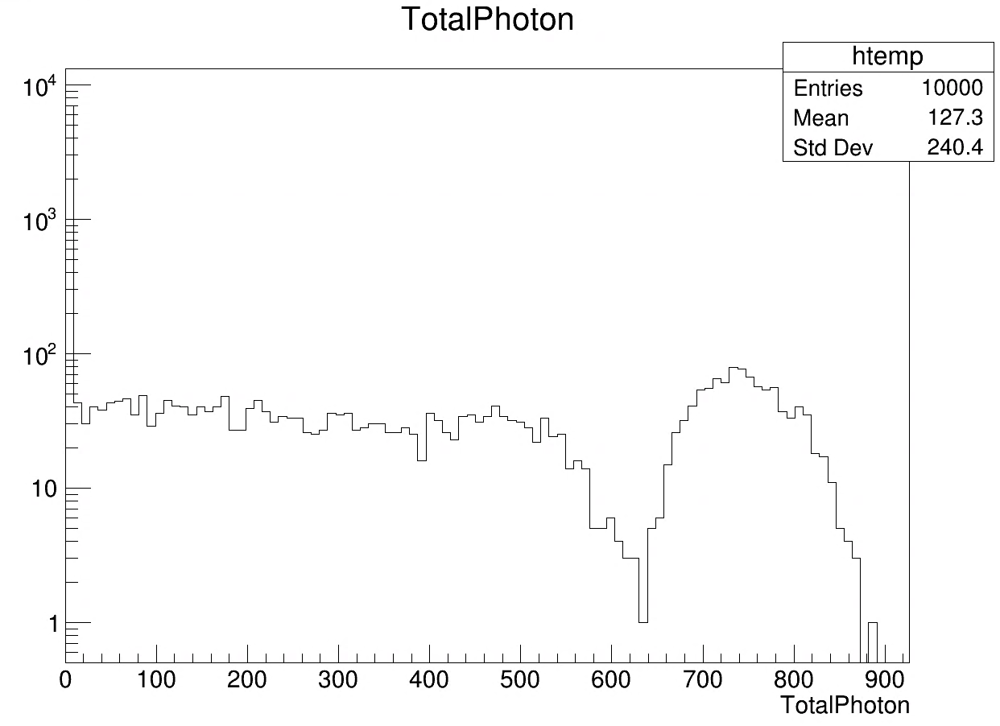 TotalPhoton
htemp
Entries 10000
Mean 127.3
Std Dev 240.4
10^4
10^3
10^2
10
1
0 100 200 300 400 500 600 700 800 900
TotalPhoton